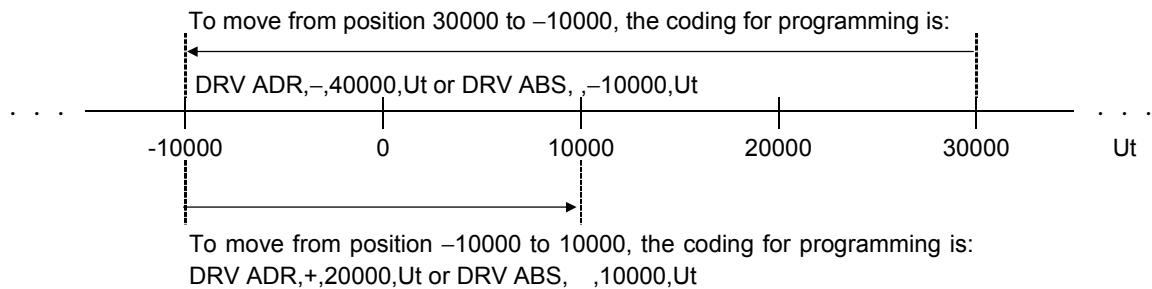 To move from position 30000 to –10000, the coding for programming is:
DRV ADR,–,40000,Ut or DRV ABS, ,–10000,Ut
. . . . . .
-10000 0 10000 20000 30000 Ut
To move from position –10000 to 10000, the coding for programming is:
DRV ADR,+,20000,Ut or DRV ABS, ,10000,Ut